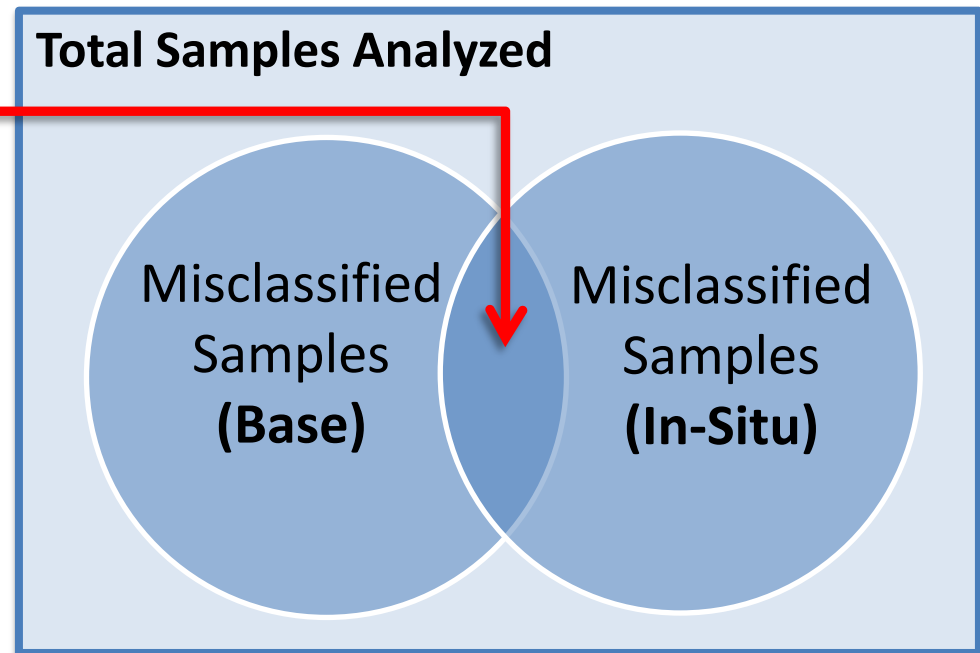 Total Samples Analyzed
Misclassified
Samples
(Base)
Misclassified
Samples
(In-Situ)